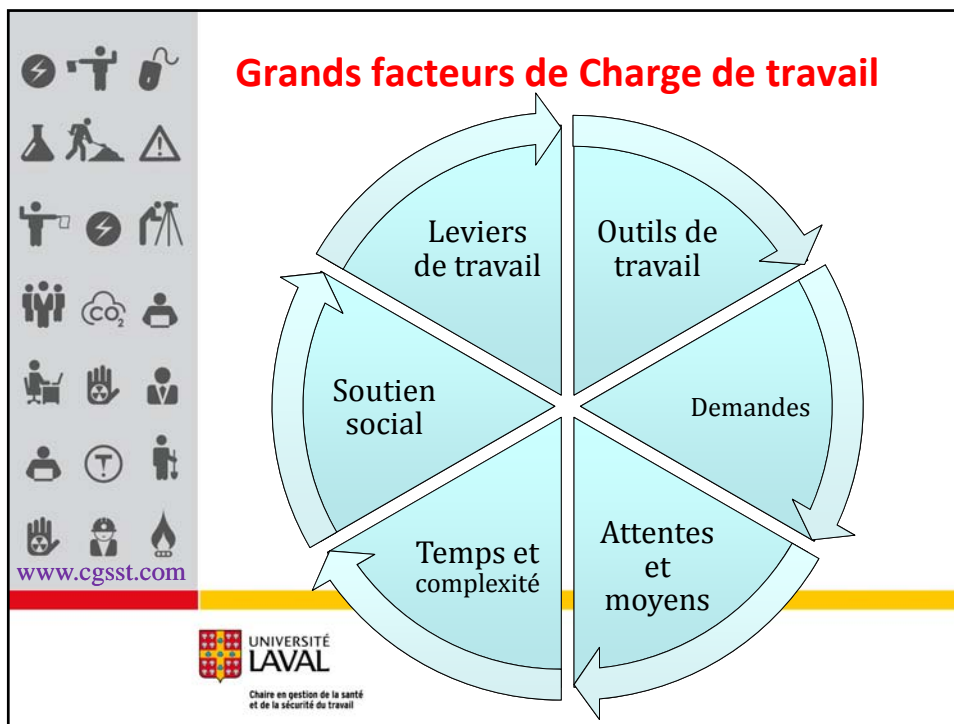 Grands facteurs de Charge de travail
Leviers
de travail
Outils de
travail
Demandes
Attentes
et
moyens
Temps et
complexité
Soutien
social
CO2
T
www.cgsst.com
UNIVERSITÉ
LAVAL
Chaire en gestion de la santé
et de la sécurité du travail